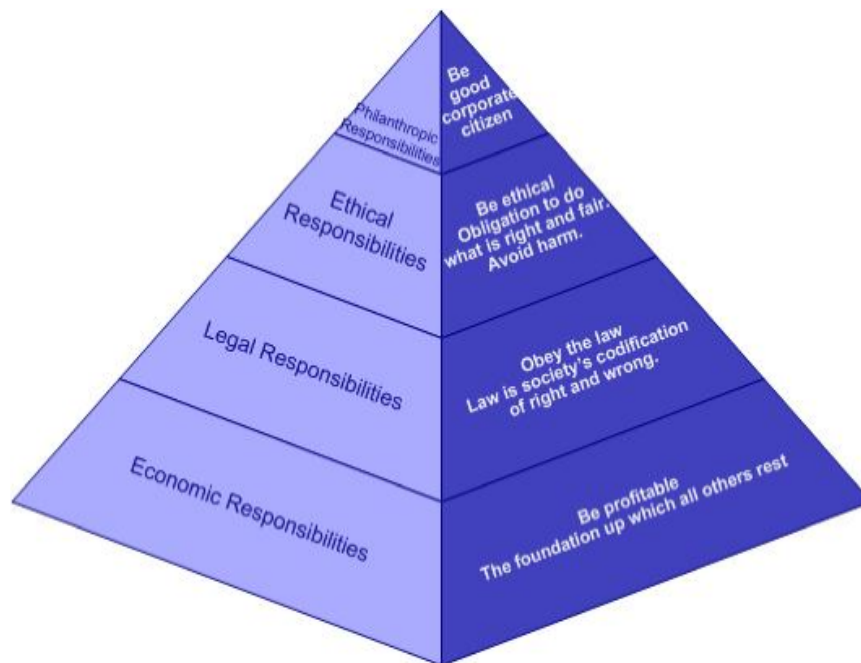 Philanthropic
Responsibilities
Be
good
corporate
citizen
Ethical
Responsibilities
Be ethical
Obligation to do
what is right and fair.
Avoid harm.
Legal Responsibilities
Obey the law
Law is society's codification
of right and wrong.
Economic Responsibilities
Be profitable
The foundation up which all others rest